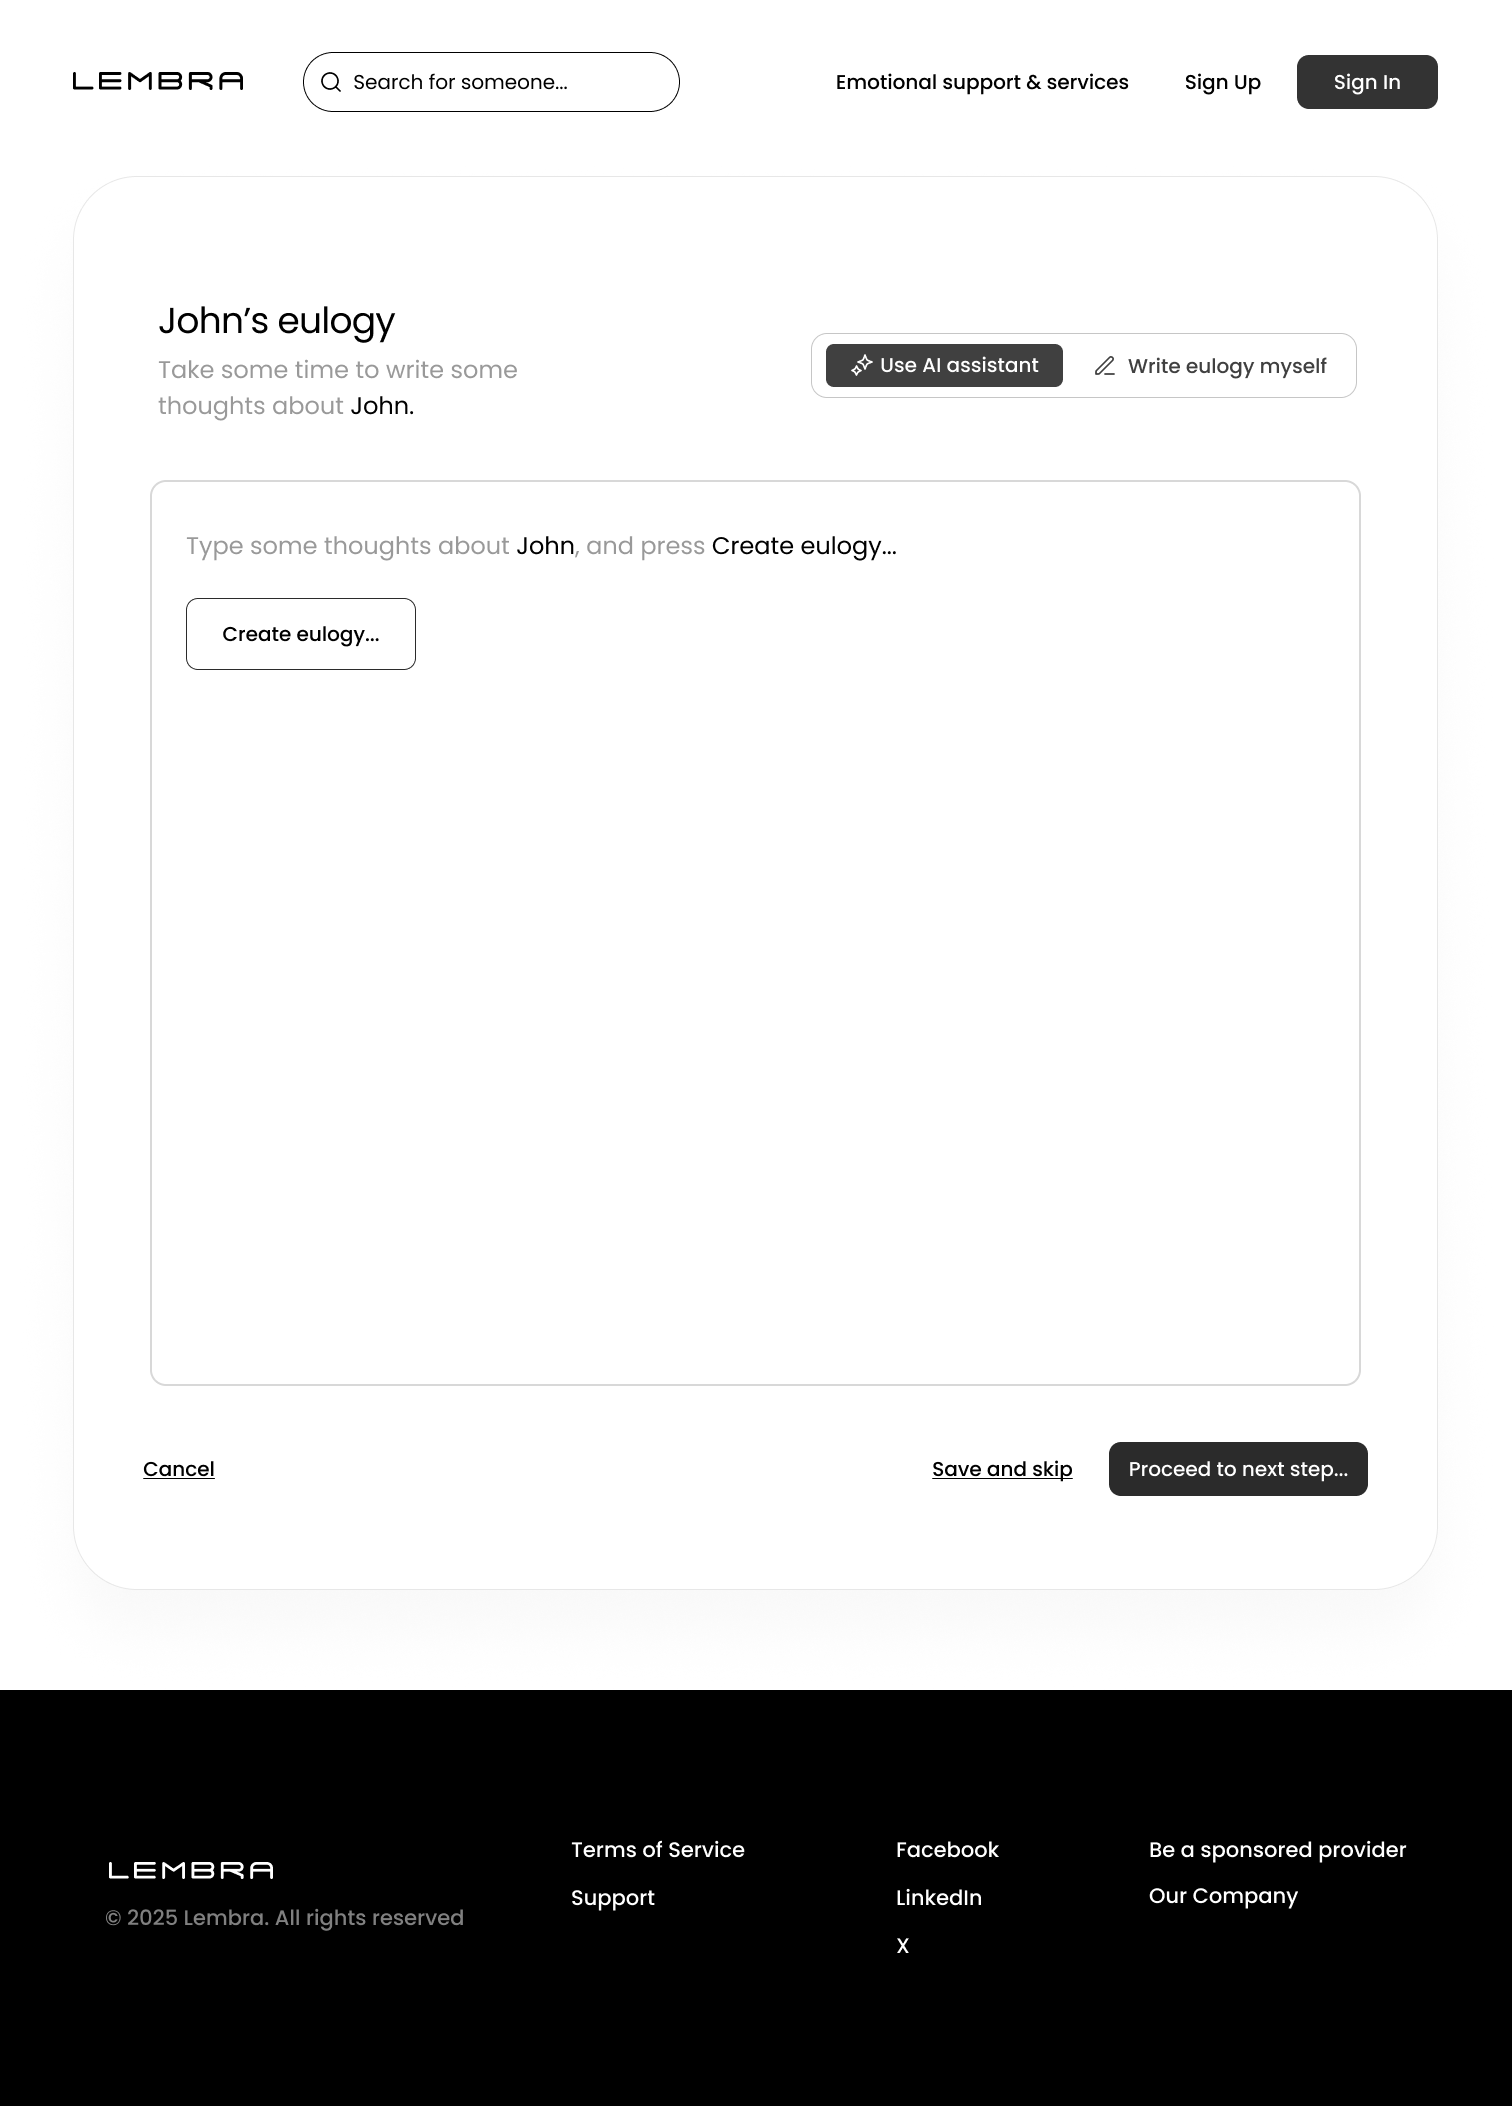 LEMBRA
Search for someone...
Emotional support & services
Sign Up
Sign In
John’s eulogy
Take some time to write some
thoughts about John.
Use AI assistant
Write eulogy myself
Type some thoughts about John, and press Create eulogy...
Create eulogy...
Cancel
Save and skip
Proceed to next step...
LEMBRA
© 2025 Lembra. All rights reserved
Terms of Service
Support
Facebook
LinkedIn
X
Be a sponsored provider
Our Company